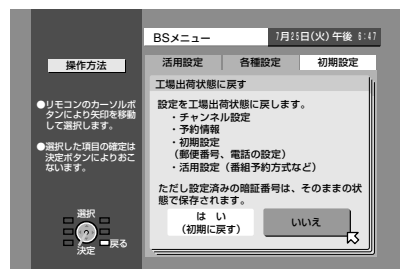 BSメニュー
7月25日(火)午後 6:47
操作方法
活用設定
各種設定
初期設定
●リモコンのカーソルボ
タンにより矢印を移動
して選択します。
●選択した項目の確定は
決定ボタンによりおこ
ないます。
工場出荷状態に戻す
設定を工場出荷状態に戻します。
・チャンネル設定
・予約情報
・初期設定
(郵便番号、電話の設定)
・活用設定(番組予約方式など)
ただし設定済みの暗証番号は、そのままの状
態で保存されます。
はい
(初期に戻す)
いいえ
選択
戻る
決定